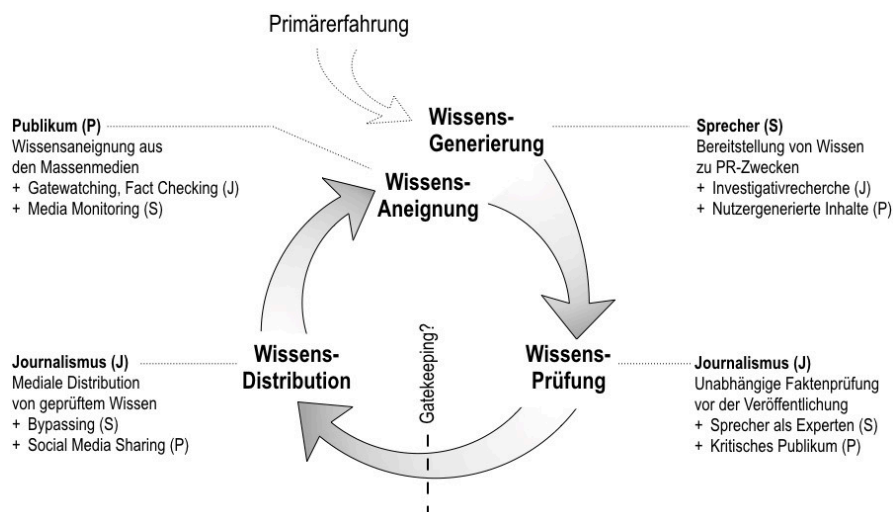 Primärerfahrung
Wissens-
Generierung
Publikum (P)
Wissensaneignung aus
den Massenmedien
+ Gatewatching, Fact Checking (J)
+ Media Monitoring (S)
Sprecher (S)
Bereitstellung von Wissen
zu PR-Zwecken
+ Investigativrecherche (J)
+ Nutzergenerierte Inhalte (P)
Wissens-
Aneignung
Gatekeeping?
Wissens-
Distribution
Wissens-
Prüfung
Journalismus (J)
Mediale Distribution
von geprüftem Wissen
+ Bypassing (S)
+ Social Media Sharing (P)
Journalismus (J)
Unabhängige Faktenprüfung
vor der Veröffentlichung
+ Sprecher als Experten (S)
+ Kritisches Publikum (P)